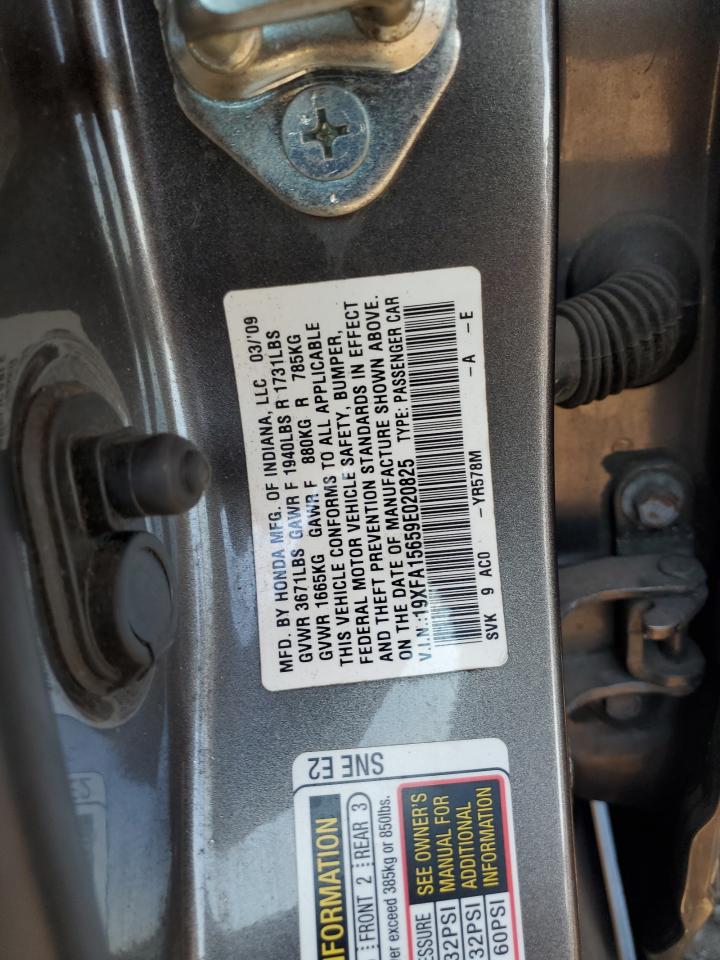 MFD. BY HONDA MFG. OF INDIANA, LLC 03/'09
GVWR 3671LBS GAWR F 1940LBS R 1731LBS
GVWR 1665KG GAWR F 880KG R 785KG
THIS VEHICLE CONFORMS TO ALL APPLICABLE
FEDERAL MOTOR VEHICLE SAFETY, BUMPER,
AND THEFT PREVENTION STANDARDS IN EFFECT
ON THE DATE OF MANUFACTURE SHOWN ABOVE.
V.I.N.:19XFA15659E020825 TYPE: PASSENGER CAR
SVK 9 AC0 -YR578M -A -E
SNE E2
INFORMATION
FRONT 2 REAR 3
exceed 385kg or 850lbs.
SEE OWNER'S
MANUAL FOR
ADDITIONAL
INFORMATION
32PSI
32PSI
60PSI